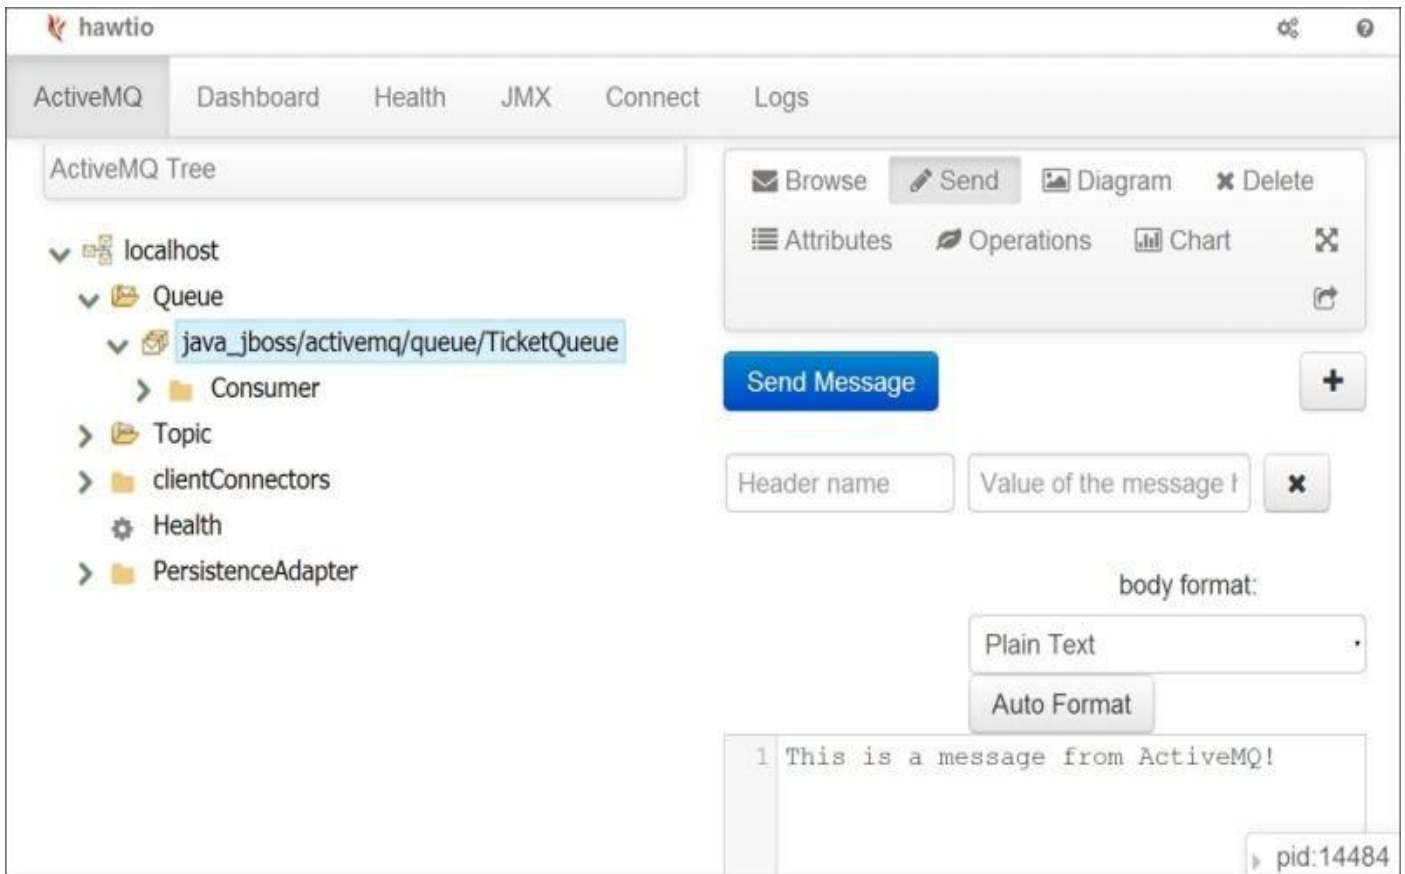 hawtio
ActiveMQ Dashboard Health JMX Connect Logs
ActiveMQ Tree
localhost
Queue
java_jboss/activemq/queue/TicketQueue
Consumer
Topic
clientConnectors
Health
PersistenceAdapter
Browse Send Diagram Delete
Attributes Operations Chart
Send Message
Header name Value of the message
body format:
Plain Text
Auto Format
1 This is a message from ActiveMQ!
pid:14484